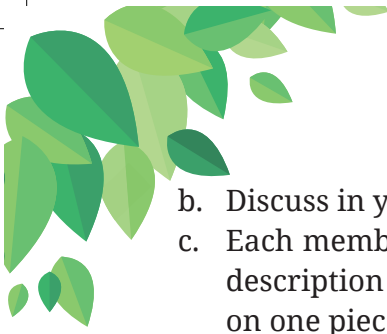 b. Discuss in y
c. Each memb
description
on one piec